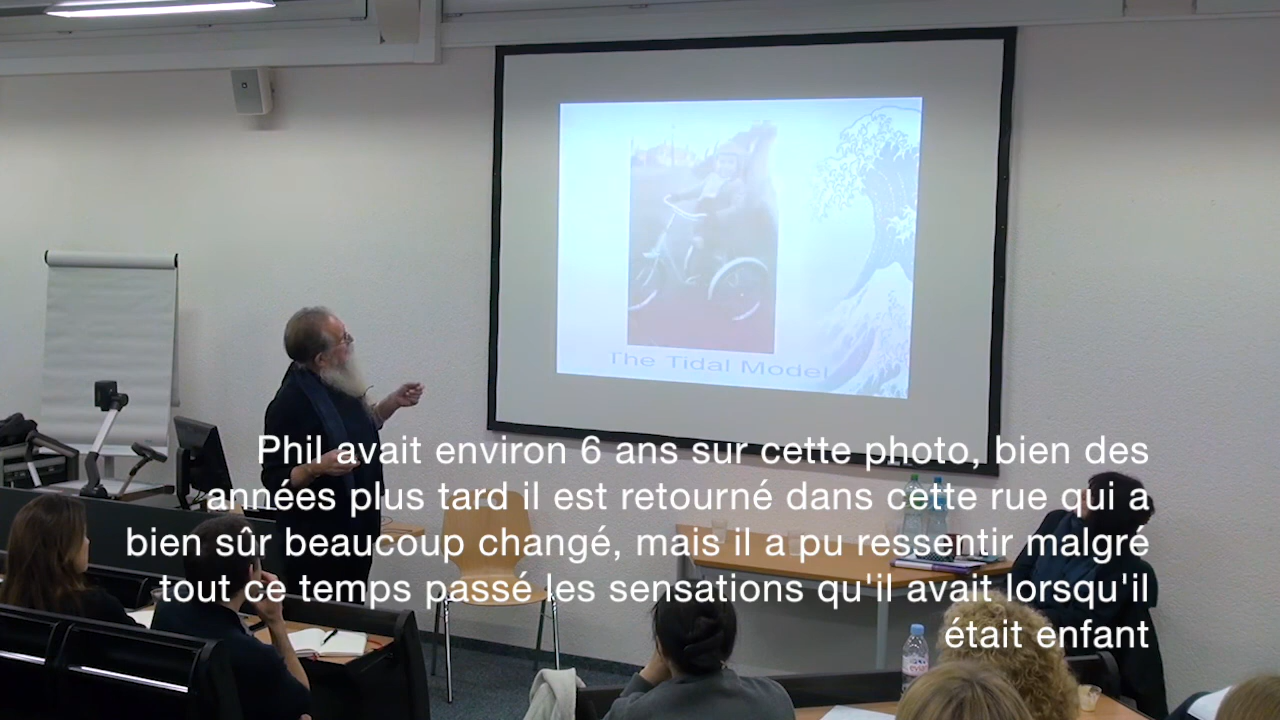 The Tidal Model
Phil avait environ 6 ans sur cette photo, bien des
années plus tard il est retourné dans cette rue qui a
bien sûr beaucoup changé, mais il a pu ressentir malgré
tout ce temps passé les sensations qu'il avait lorsqu'il
était enfant